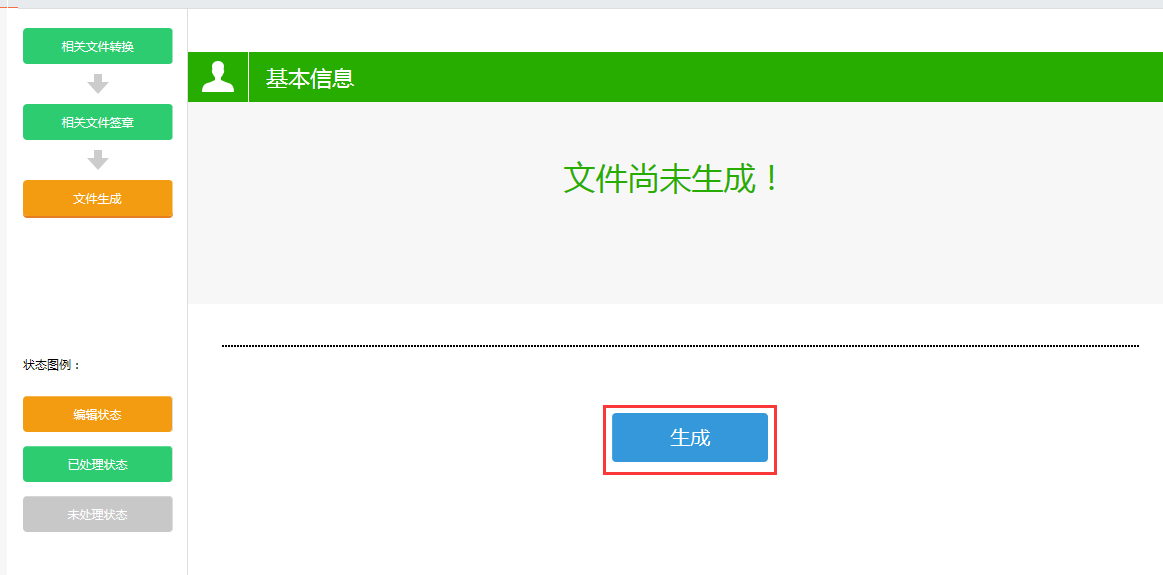 相关文件转换
相关文件签章
文件生成
状态图例：
编辑状态
已处理状态
未处理状态
基本信息
文件尚未生成！
生成